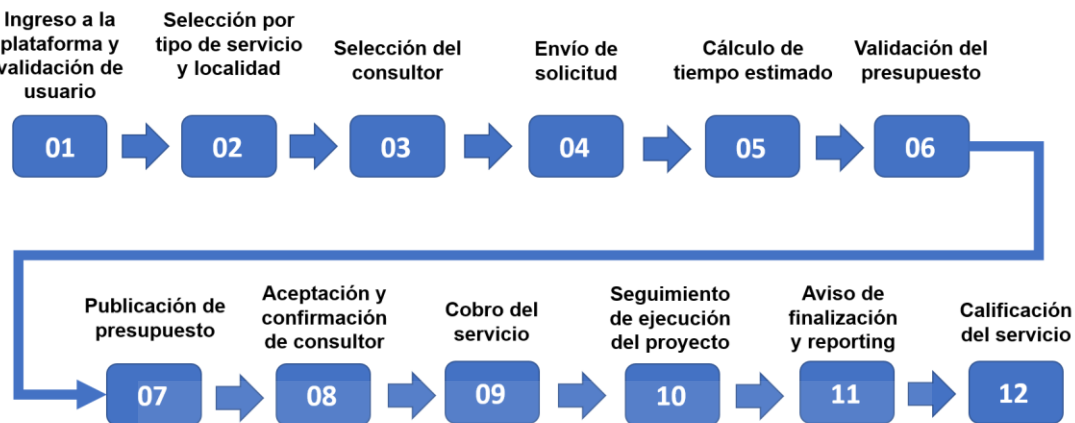 Ingreso a la
plataforma y
validación de
usuario
Selección por
tipo de servicio
y localidad
Selección del
consultor
Envío de
solicitud
Cálculo de
tiempo estimado
Validación del
presupuesto
01
02
03
04
05
06
Publicación de
presupuesto
Aceptación y
confirmación
de consultor
Cobro del
servicio
Seguimiento
de ejecución
del proyecto
Aviso de
finalización
y reporting
Calificación
del servicio
07
08
09
10
11
12